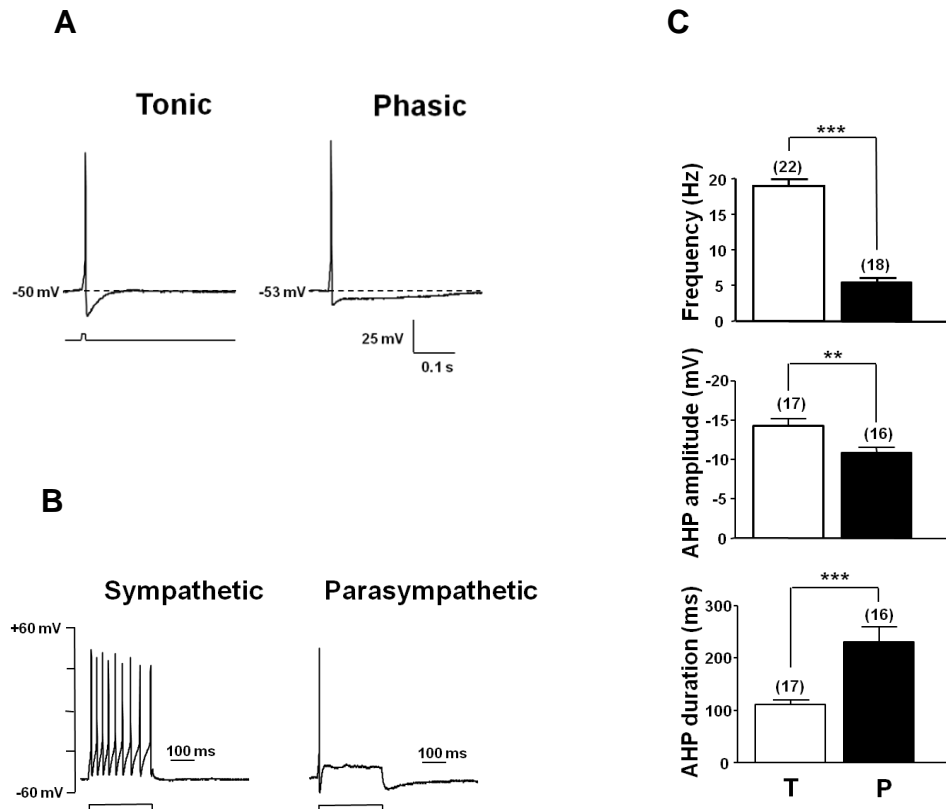 A
Tonic
Phasic
-50 mV
-53 mV
25 mV
0.1 s
B
Sympathetic
Parasympathetic
+60 mV
-60 mV
100 ms
100 ms
C
***
(22)
(18)
Frequency (Hz)
20
15
10
5
0
**
(17)
(16)
AHP amplitude (mV)
-20
-15
-10
-5
0
***
(17)
(16)
AHP duration (ms)
300
200
100
0
T
P